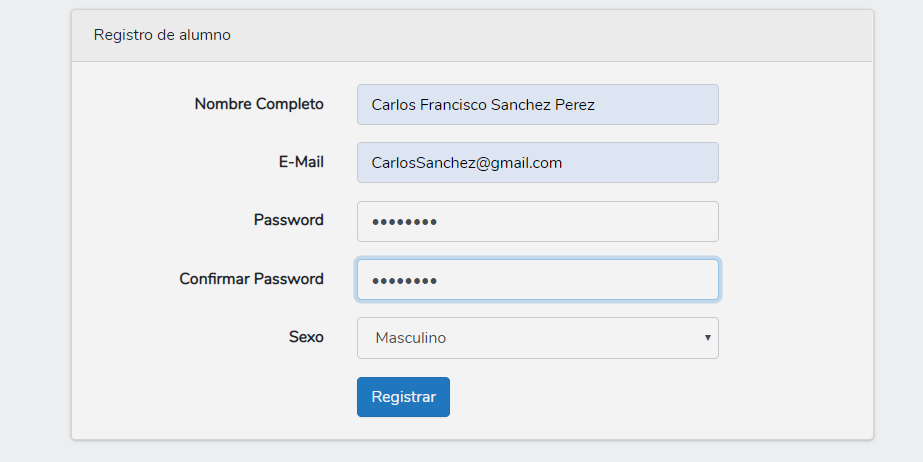 Registro de alumno
Nombre Completo Carlos Francisco Sanchez Perez
E-Mail CarlosSanchez@gmail.com
Password ••••••••
Confirmar Password ••••••••
Sexo Masculino
Registrar